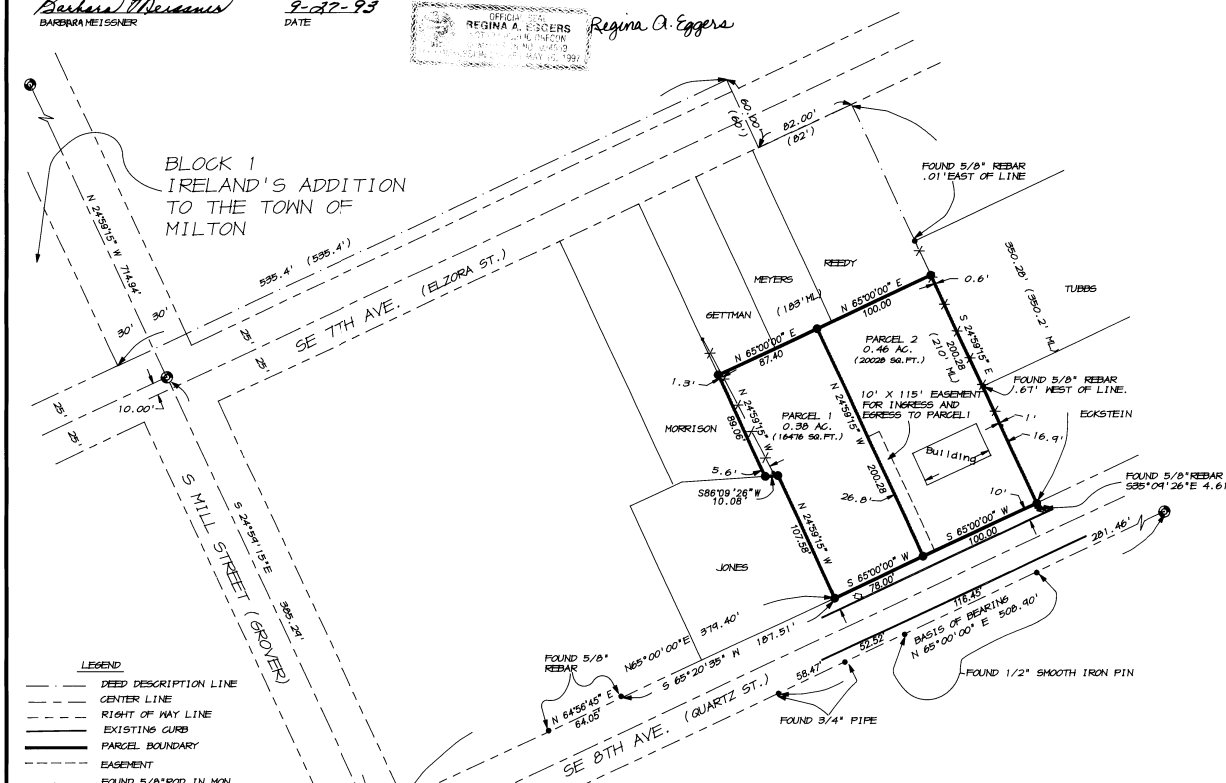 Barbara Meissner
BARBARA MEISSNER
9-27-93
DATE
OFFICIAL SEAL
REGINA A. EGGERS
Regina A. Eggers
BLOCK 1
IRELAND'S ADDITION
TO THE TOWN OF
MILTON
N 24°59'15" W 714.94'
30' 30'
535.4' (535.4')
SE 7TH AVE. (ELZORA ST.)
25' 25'
25' 25'
10.00'
60.00'
(60')
82.00'
(82')
FOUND 5/8" REBAR
.01' EAST OF LINE
350.28' (350.2' ML)
TUBBS
REEDY
MEYERS
GETTMAN
(183' ML)
N 65°00'00" E
100.00
0.6'
N 65°00'00" E
87.40
1.3'
PARCEL 2
0.46 AC.
(20028 SQ.FT.)
S 24°59'15" E
200.28
(210' ML)
FOUND 5/8" REBAR
.67' WEST OF LINE.
10' X 115' EASEMENT
FOR INGRESS AND
EGRESS TO PARCEL 1
1'
ECKSTEIN
16.9'
Building
N 24°59'15" W
200.28
PARCEL 1
0.38 AC.
(16476 SQ.FT.)
MORRISON
N 24°59'15" W
89.06'
5.6'
S86°09'26"W
10.08'
26.8'
10'
FOUND 5/8"REBAR
S35°09'26"E 4.61
N 24°59'15" W
107.58'
JONES
S 65°00'00" W
100.00
S 65°00'00" W
78.00'
281.46'
S MILL STREET (GROVER)
S 24°59'15"E 385.29'
N65°00'00"E 379.40'
S 65°20'35" W 187.51'
116.45'
BASIS OF BEARING
N 65°00'00" E 508.90'
52.52'
58.47'
FOUND 1/2" SMOOTH IRON PIN
FOUND 3/4" PIPE
FOUND 5/8"
REBAR
N 64°56'45" E
64.05'
SE 8TH AVE. (QUARTZ ST.)
LEGEND
DEED DESCRIPTION LINE
CENTER LINE
RIGHT OF WAY LINE
EXISTING CURB
PARCEL BOUNDARY
EASEMENT
FOUND 5/8"ROD IN MON